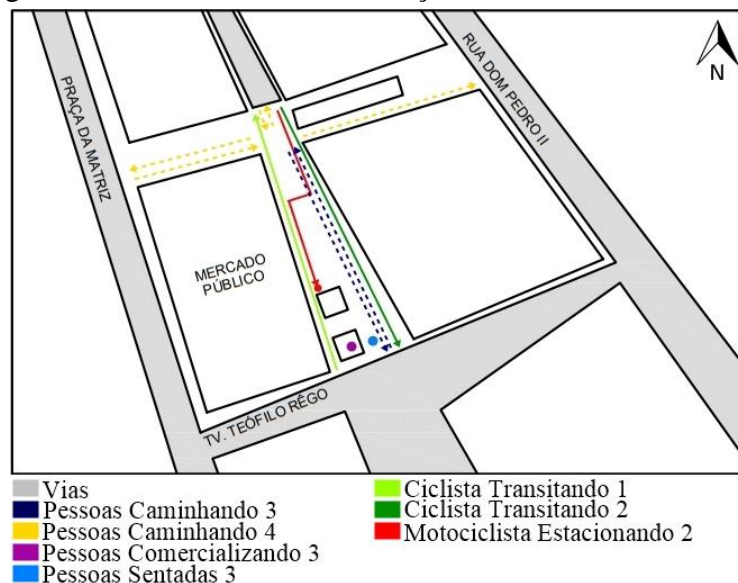 PRAÇA DA MATRIZ
RUA DOM PEDRO II
N
MERCADO
PÚBLICO
TV. TEÓFILO RÊGO
Vias
Pessoas Caminhando 3
Pessoas Caminhando 4
Pessoas Comercializando 3
Pessoas Sentadas 3
Ciclista Transitando 1
Ciclista Transitando 2
Motociclista Estacionando 2